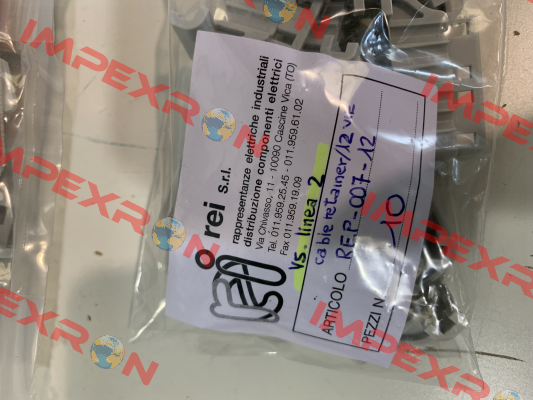 rei s.r.l.
rappresentanze elettriche industriali
distribuzione componenti elettrici
Via Chivasso, 11 - 10090 Cascine Vica (TO)
Tel. 011.959.25.45 - 011.959.61.02
Fax 011.959.19.09
Vs. linea 2
cable retainer/12
ARTICOLO REP-007-12
PEZZI N 10
IMPEXRON
IMPEXRON
IMPEXRON
IMPEXRON
IMPEXRON